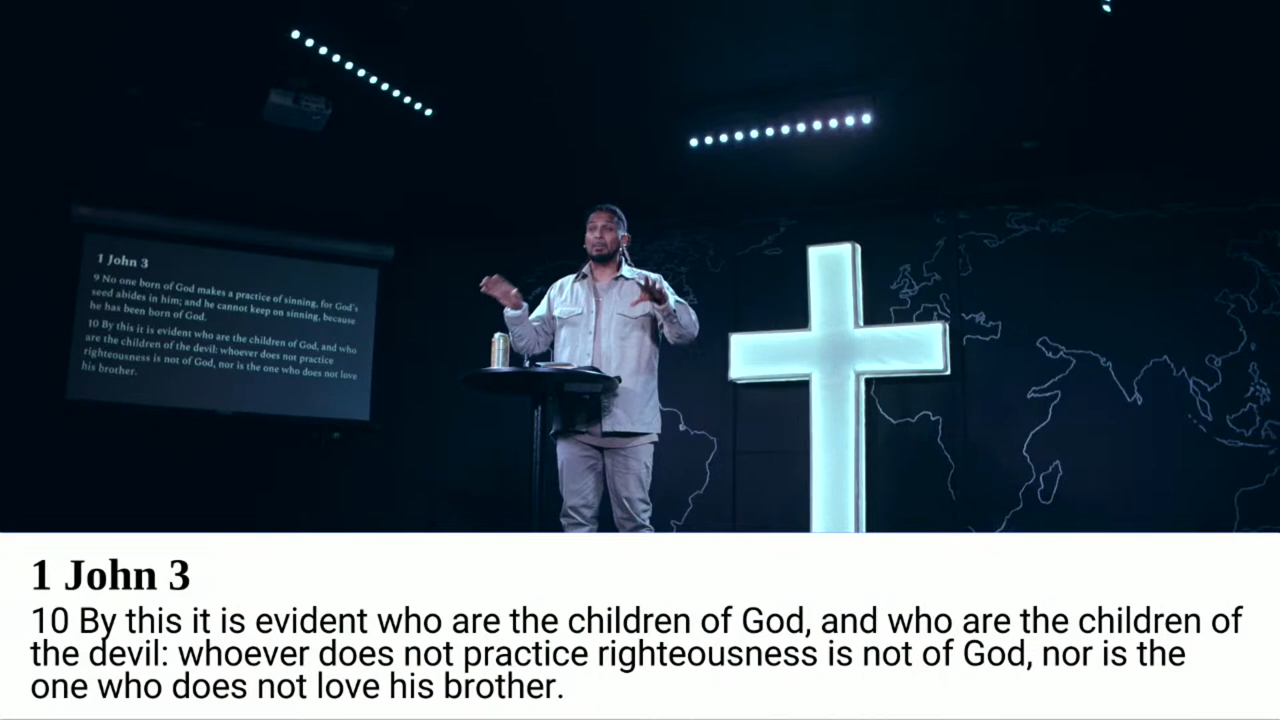 1 John 3
9 No one born of God makes a practice of sinning, for God's
seed abides in him; and he cannot keep on sinning, because
he has been born of God.
10 By this it is evident who are the children of God, and who
are the children of the devil: whoever does not practice
righteousness is not of God, nor is the one who does not love
his brother.
1 John 3
10 By this it is evident who are the children of God, and who are the children of
the devil: whoever does not practice righteousness is not of God, nor is the
one who does not love his brother.